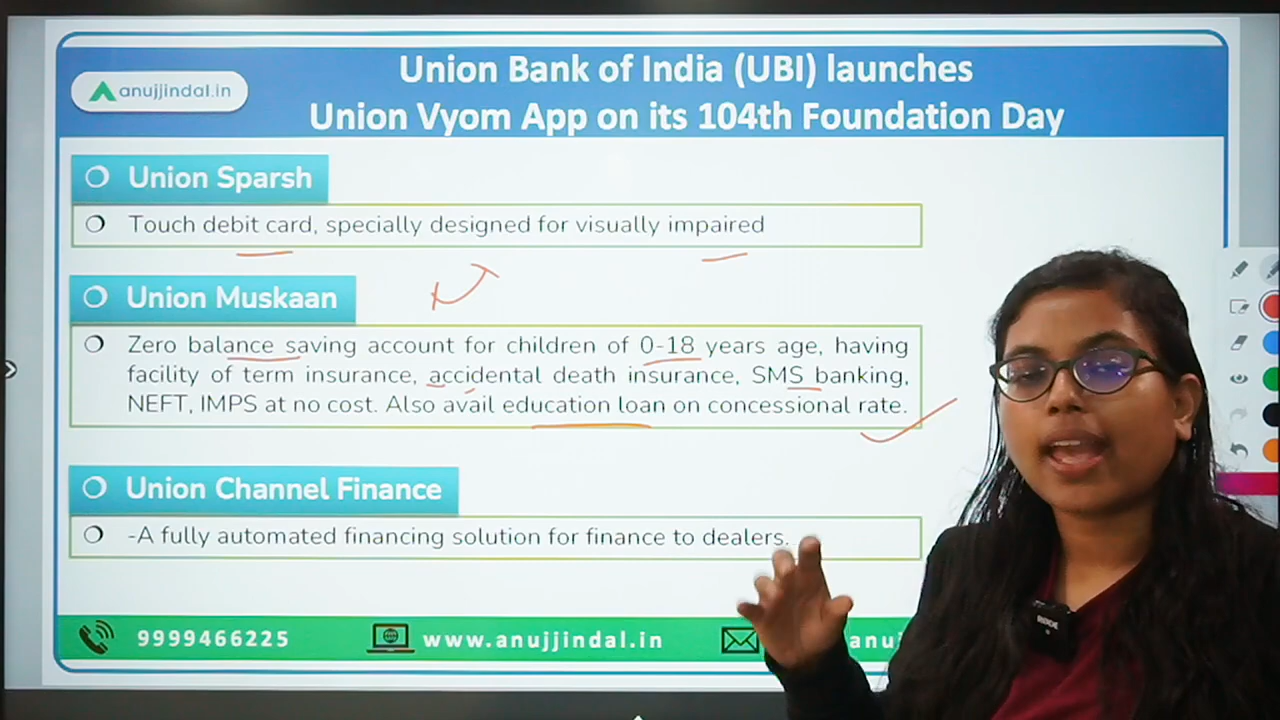 Union Bank of India (UBI) launches
anujjindal.in
Union Vyom App on its 104th Foundation Day
Union Sparsh
Touch debit card, specially designed for visually impaired
Union Muskaan
Zero balance saving account for children of 0-18 years age, having
facility of term insurance, accidental death insurance, SMS banking,
NEFT, IMPS at no cost. Also avail education loan on concessional rate.
Union Channel Finance
-A fully automated financing solution for finance to dealers.
9999466225
www.anujjindal.in
RODE